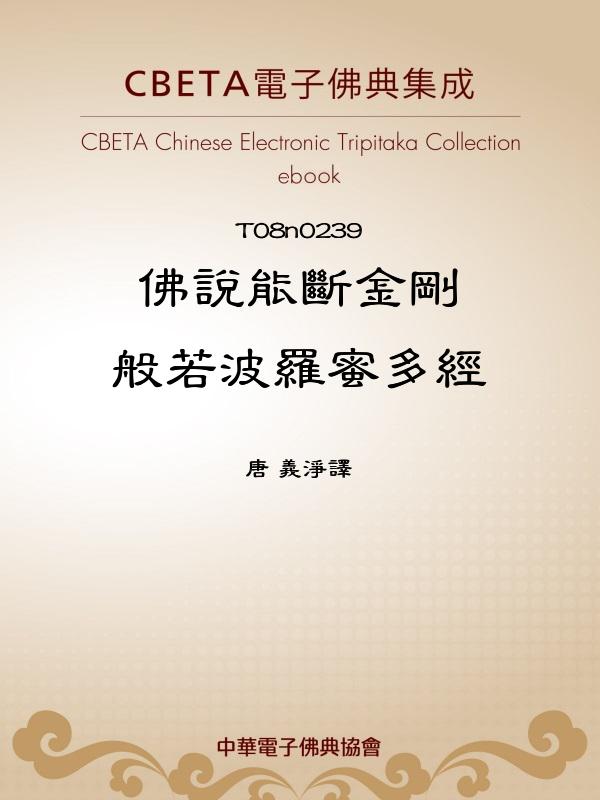 CBETA電子佛典集成
CBETA Chinese Electronic Tripitaka Collection
ebook
T08n0239
佛說能斷金剛
般若波羅蜜多經
唐 義淨譯
中華電子佛典協會